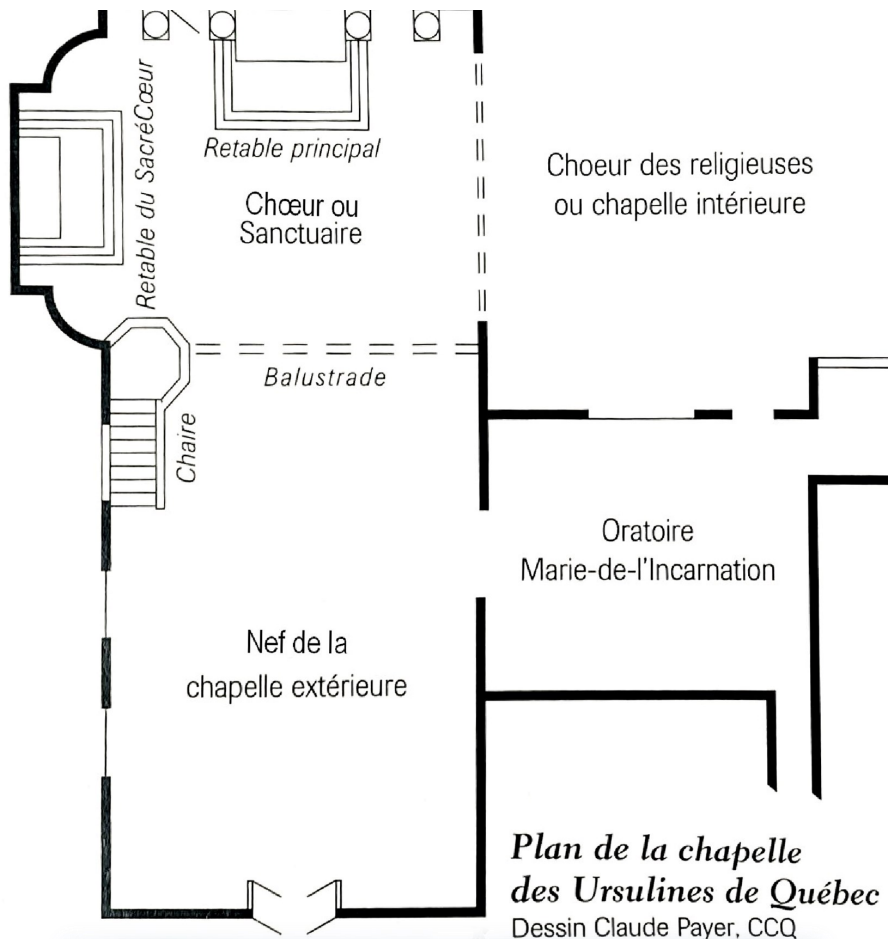 Retable du SacréCœur
Retable principal
Chœur ou
Sanctuaire
Choeur des religieuses
ou chapelle intérieure
Balustrade
Chaire
Oratoire
Marie-de-l'Incarnation
Nef de la
chapelle extérieure
Plan de la chapelle
des Ursulines de Québec
Dessin Claude Payer, CCQ